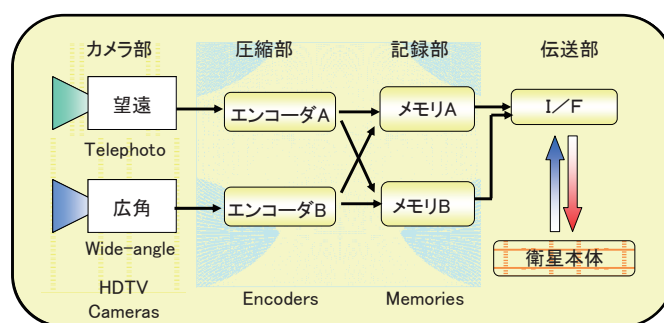 カメラ部
圧縮部
記録部
伝送部
望遠
エンコーダA
メモリA
I/F
Telephoto
広角
エンコーダB
メモリB
Wide-angle
衛星本体
HDTV
Cameras
Encoders
Memories